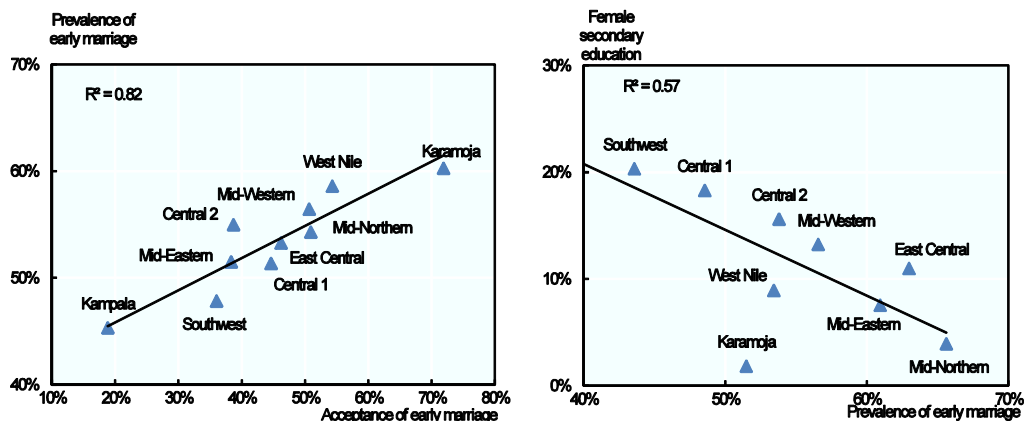 Prevalence of
early marriage
70%
60%
50%
40%
R² = 0.82
Karamoja
West Nile
Mid-Western
Central 2
Mid-Northern
Mid-Eastern
East Central
Central 1
Kampala
Southwest
10%
20%
30%
40%
50%
60%
70%
80%
Acceptance of early marriage
Female
secondary
education
30%
20%
10%
0%
R² = 0.57
Southwest
Central 1
Central 2
Mid-Western
East Central
West Nile
Mid-Eastern
Karamoja
Mid-Northern
40%
50%
60%
70%
Prevalence of early marriage